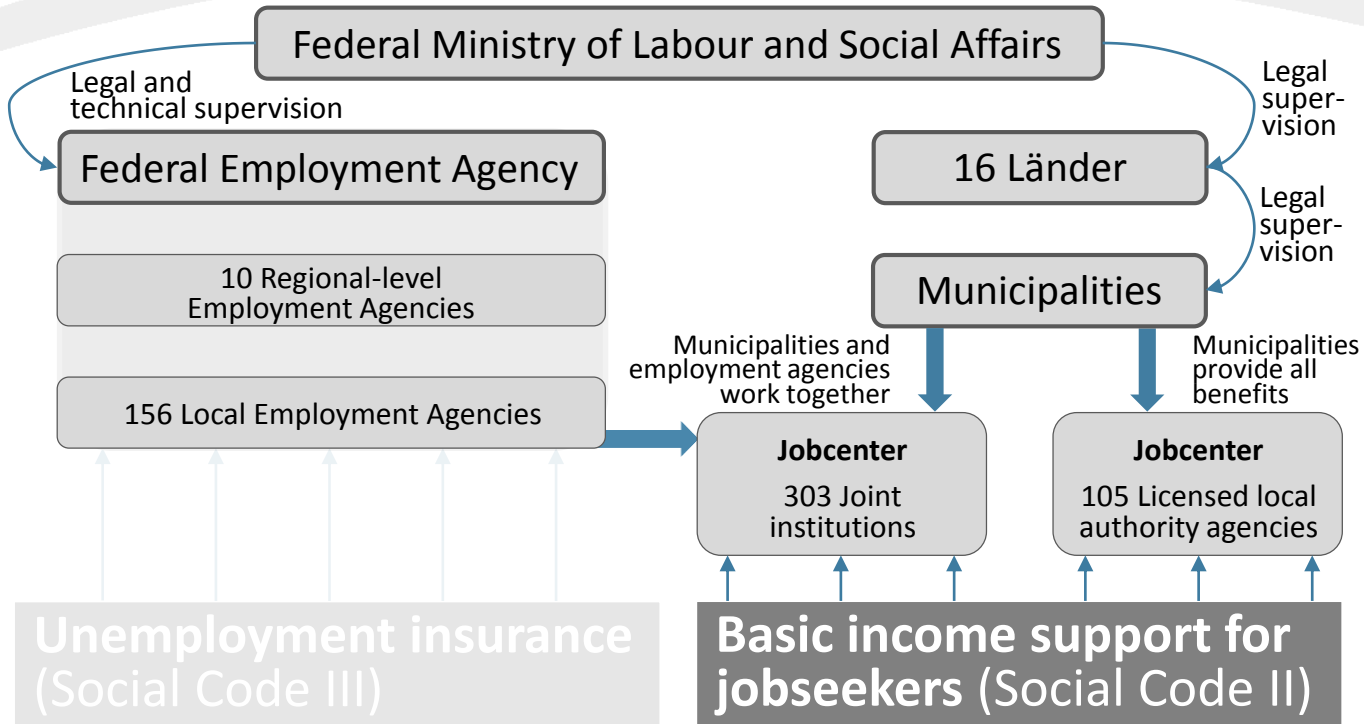 Federal Ministry of Labour and Social Affairs
Legal and
technical supervision
Legal
super-
vision
Federal Employment Agency
16 Länder
Legal
super-
vision
10 Regional-level
Employment Agencies
Municipalities
Municipalities and
employment agencies
work together
Municipalities
provide all
benefits
156 Local Employment Agencies
Jobcenter
303 Joint
institutions
Jobcenter
105 Licensed local
authority agencies
Unemployment insurance
(Social Code III)
Basic income support for
jobseekers (Social Code II)